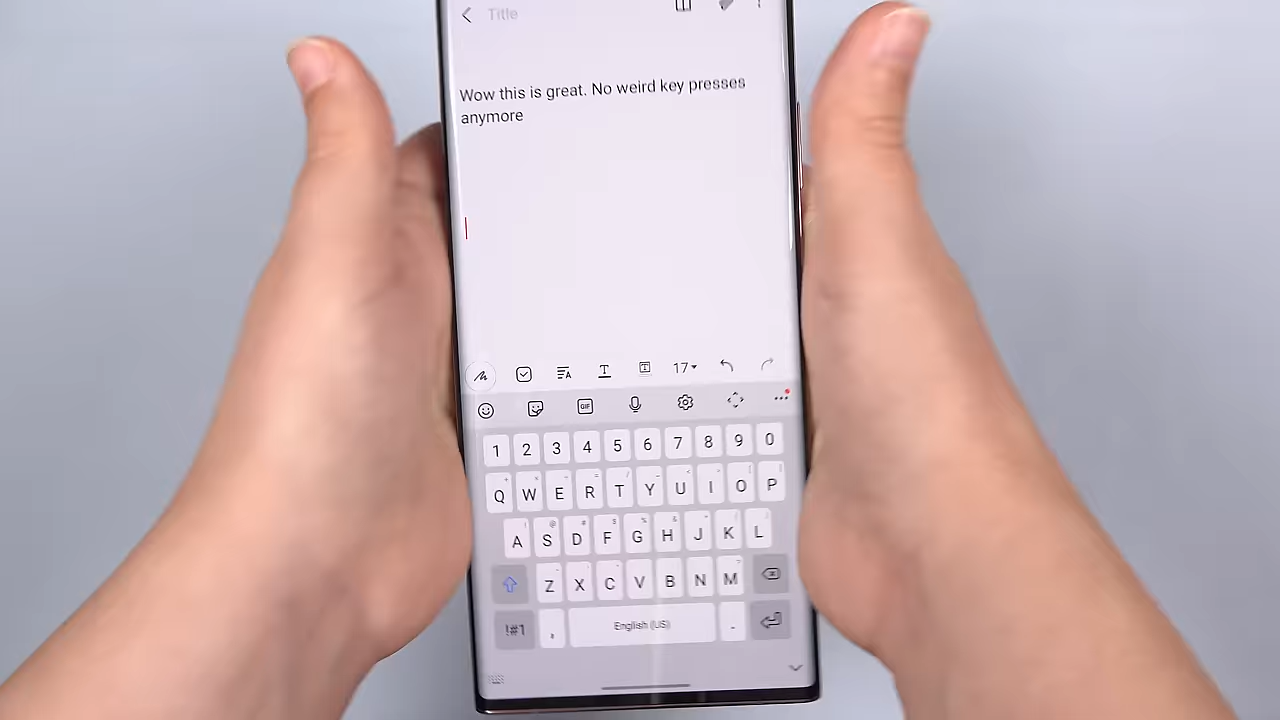 Title
Wow this is great. No weird key presses
anymore
17
GIF
1 2 3 4 5 6 7 8 9 0
Q W E R T Y U I O P
A S D F G H J K L
Z X C V B N M
!#1 , English (US) .